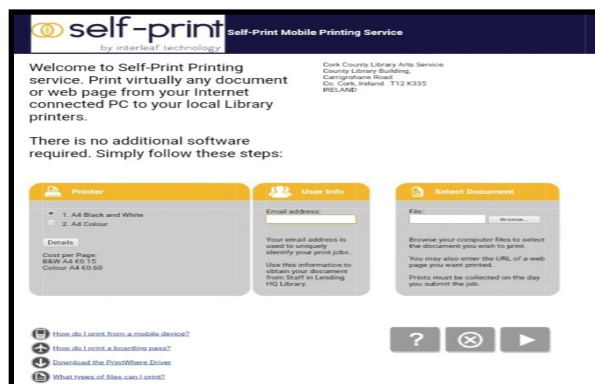 self-print
by interleaf technology
Self-Print Mobile Printing Service
Welcome to Self-Print Printing
service. Print virtually any document
or web page from your Internet
connected PC to your local Library
printers.
There is no additional software
required. Simply follow these steps:
Cork County Library Arts Service
County Library Building,
Carrigrohane Road
Co. Cork, Ireland T12 K335
IRELAND
Printer
1. A4 Black and White
2. A4 Colour
Details
Cost per Page:
B&W A4 €0.15
Colour A4 €0.60
User Info
Email address:
Your email address is
used to uniquely
identify your print jobs.
Use this information to
obtain your document
from Staff in Lending
HQ Library.
Select Document
File:
Browse...
Browse your computer files to select
the document you wish to print.
You may also enter the URL of a web
page you want printed.
Prints must be collected on the day
you submit the job.
How do I print from a mobile device?
How do I print a boarding pass?
Download the PrintWhere Driver
What types of files can I print?
?